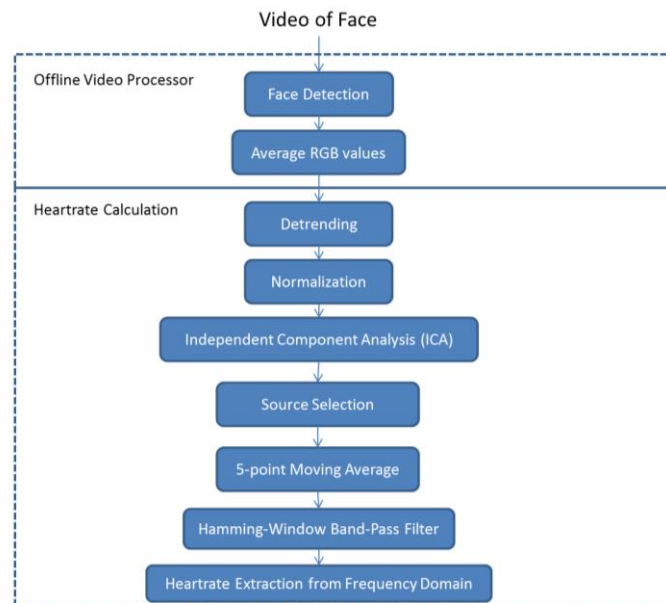 Video of Face
Offline Video Processor
Face Detection
Average RGB values
Heartrate Calculation
Detrending
Normalization
Independent Component Analysis (ICA)
Source Selection
5-point Moving Average
Hamming-Window Band-Pass Filter
Heartrate Extraction from Frequency Domain